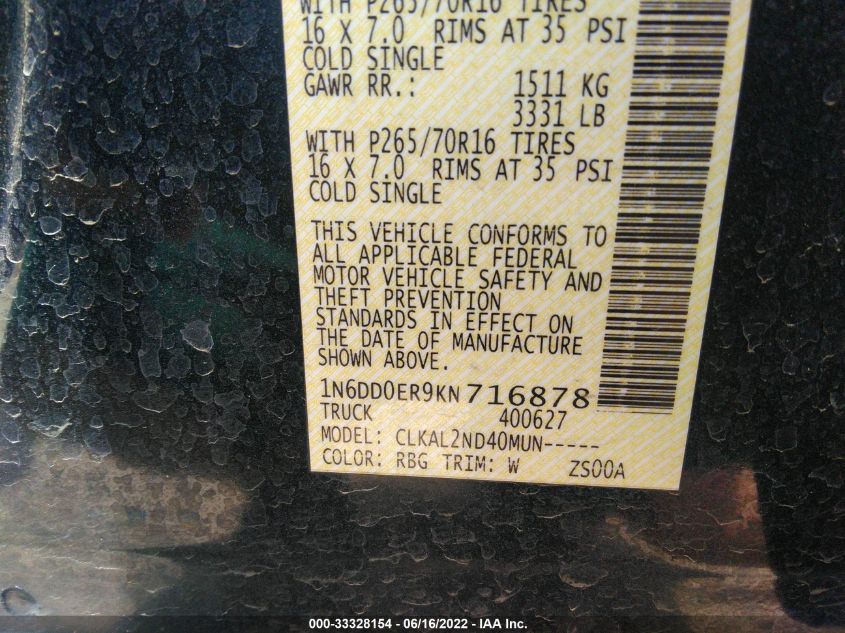 WITH P265/70R16 TIRES
16 X 7.0 RIMS AT 35 PSI
COLD SINGLE
GAWR RR.: 1511 KG
3331 LB
WITH P265/70R16 TIRES
16 X 7.0 RIMS AT 35 PSI
COLD SINGLE
THIS VEHICLE CONFORMS TO
ALL APPLICABLE FEDERAL
MOTOR VEHICLE SAFETY AND
THEFT PREVENTION
STANDARDS IN EFFECT ON
THE DATE OF MANUFACTURE
SHOWN ABOVE.
1N6DD0ER9KN716878
TRUCK 400627
MODEL: CLKAL2ND40MUN-----
COLOR: RBG TRIM: W ZS00A
000-33328154 - 06/16/2022 - IAA Inc.